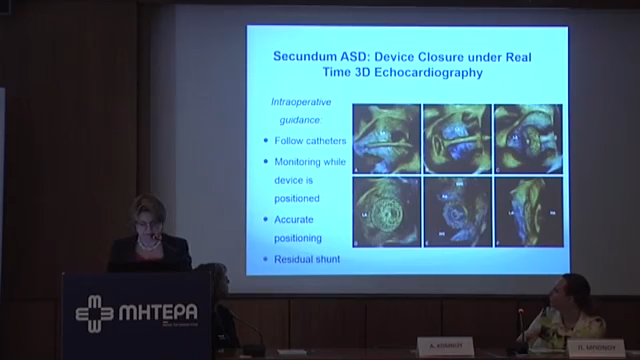 Secundum ASD: Device Closure under Real
Time 3D Echocardiography
Intraoperative
guidance:
• Follow catheters
• Monitoring while
device is
positioned
• Accurate
positioning
• Residual shunt
ΜΗΤΕΡΑ